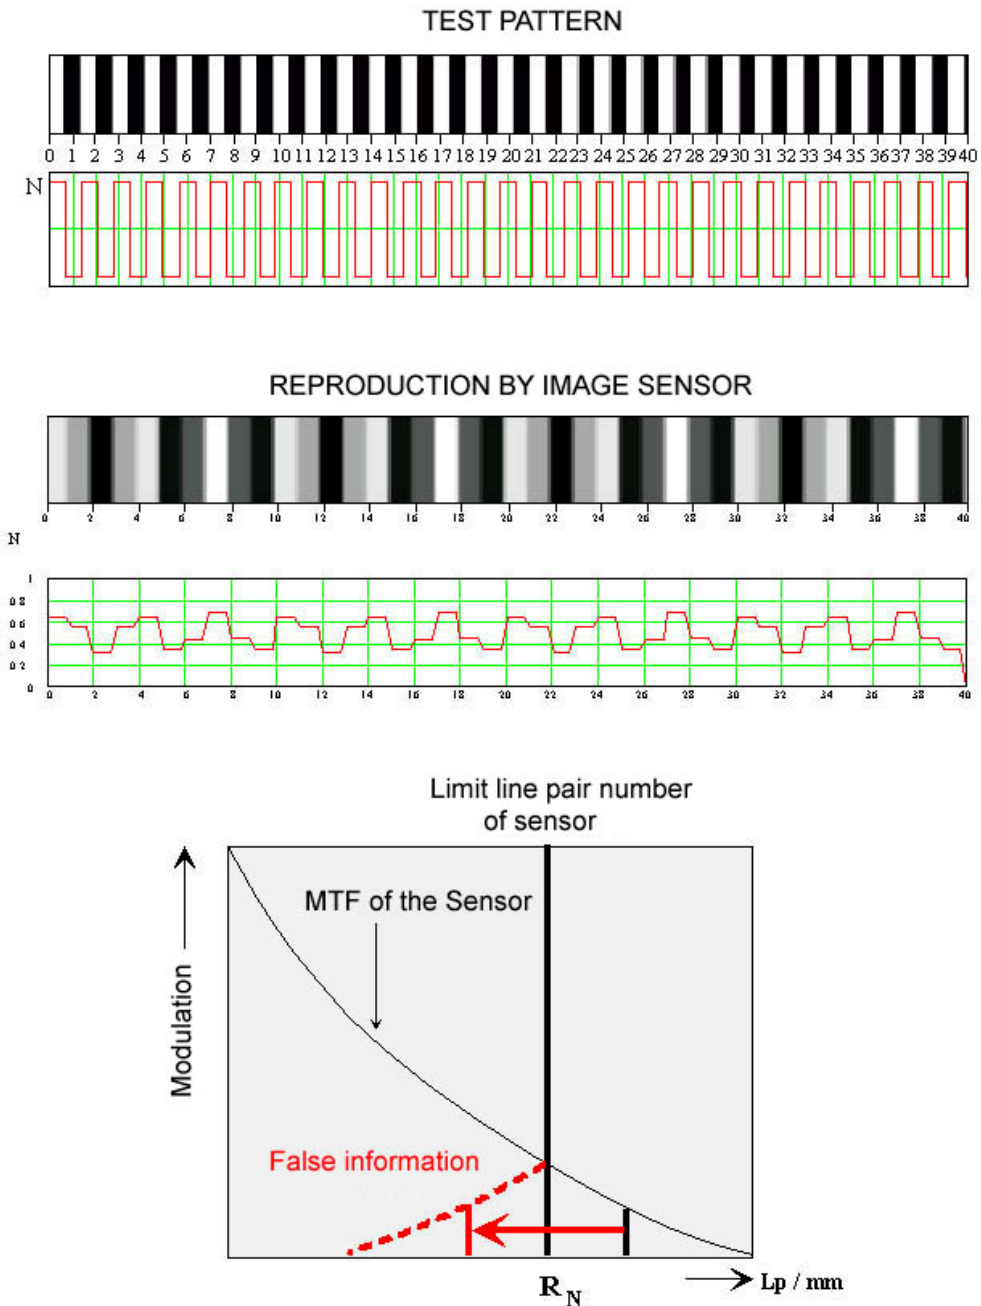 TEST PATTERN
0 1 2 3 4 5 6 7 8 9 10 11 12 13 14 15 16 17 18 19 20 21 22 23 24 25 26 27 28 29 30 31 32 33 34 35 36 37 38 39 40
N
REPRODUCTION BY IMAGE SENSOR
0 2 4 6 8 10 12 14 16 18 20 22 24 26 28 30 32 34 36 38 40
N
1
0 8
0 6
0 4
0 2
0
0 2 4 6 8 10 12 14 16 18 20 22 24 26 28 30 32 34 36 38 40
Limit line pair number
of sensor
MTF of the Sensor
Modulation
False information
R N
Lp / mm